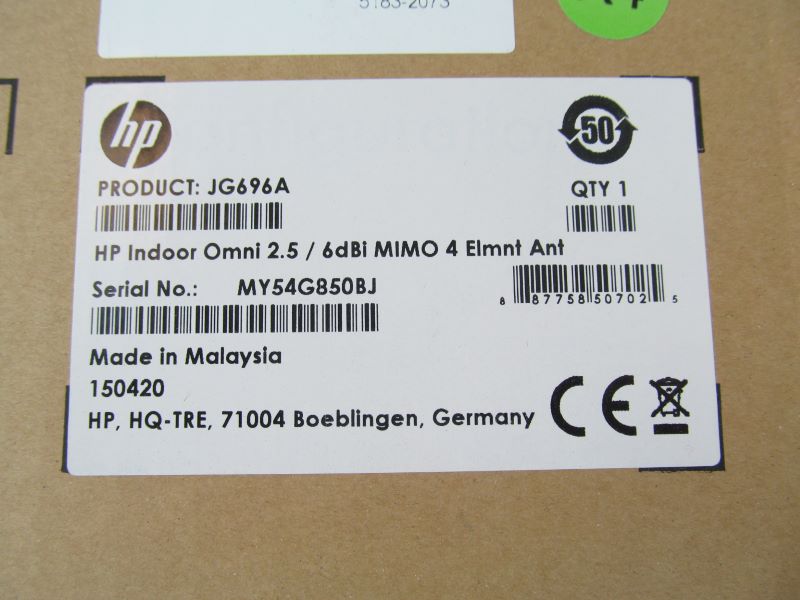 5183-2073
hp
50
PRODUCT: JG696A
QTY 1
HP Indoor Omni 2.5 / 6dBi MIMO 4 Elmnt Ant
Serial No.: MY54G850BJ
8 87758 50702 5
Made in Malaysia
150420
HP, HQ-TRE, 71004 Boeblingen, Germany
CE